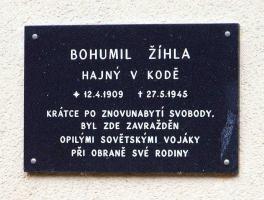 BOHUMIL ŽÍHLA
HAJNÝ V KODĚ
* 12.4.1909 † 27.5.1945
KRÁTCE PO ZNOVUNABYTÍ SVOBODY,
BYL ZDE ZAVRAŽDĚN
OPILÝMI SOVĚTSKÝMI VOJÁKY
PŘI OBRANĚ SVÉ RODINY